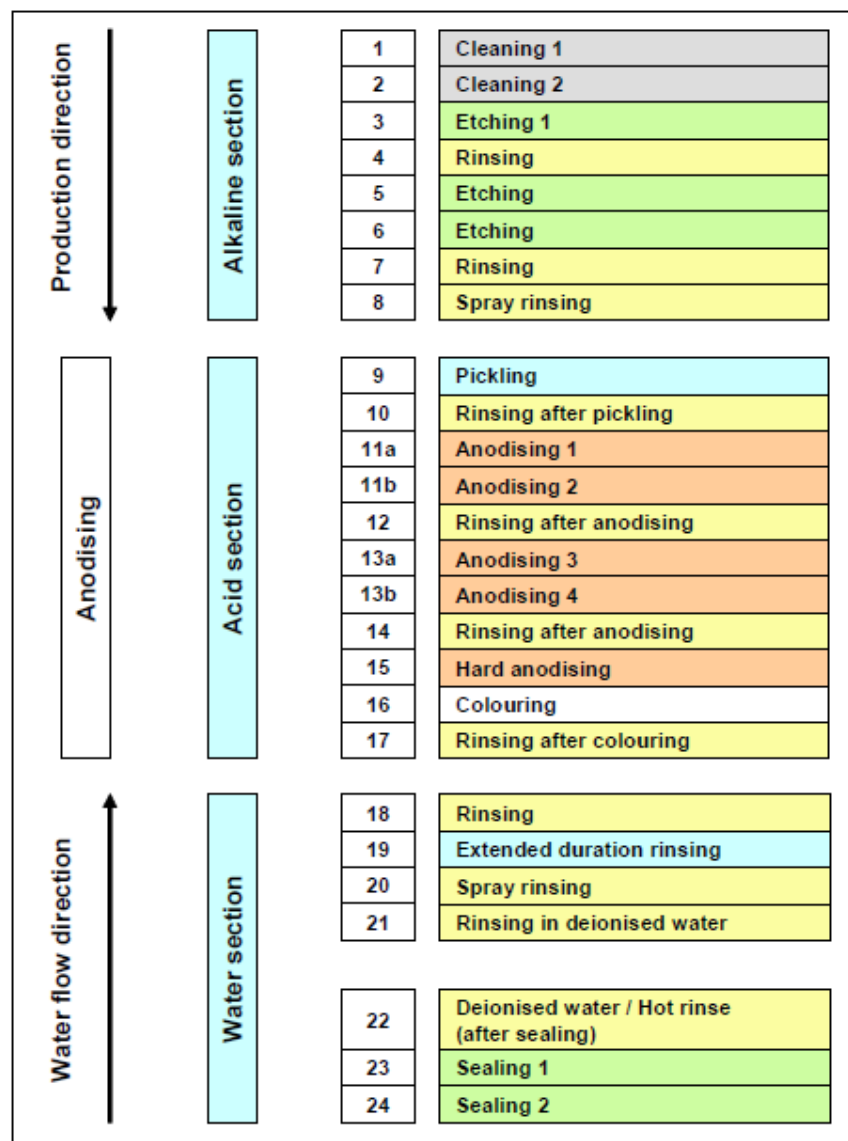 Production direction
Alkaline section
1 Cleaning 1
2 Cleaning 2
3 Etching 1
4 Rinsing
5 Etching
6 Etching
7 Rinsing
8 Spray rinsing
Anodising
Acid section
9 Pickling
10 Rinsing after pickling
11a Anodising 1
11b Anodising 2
12 Rinsing after anodising
13a Anodising 3
13b Anodising 4
14 Rinsing after anodising
15 Hard anodising
16 Colouring
17 Rinsing after colouring
Water flow direction
Water section
18 Rinsing
19 Extended duration rinsing
20 Spray rinsing
21 Rinsing in deionised water
22 Deionised water / Hot rinse
(after sealing)
23 Sealing 1
24 Sealing 2